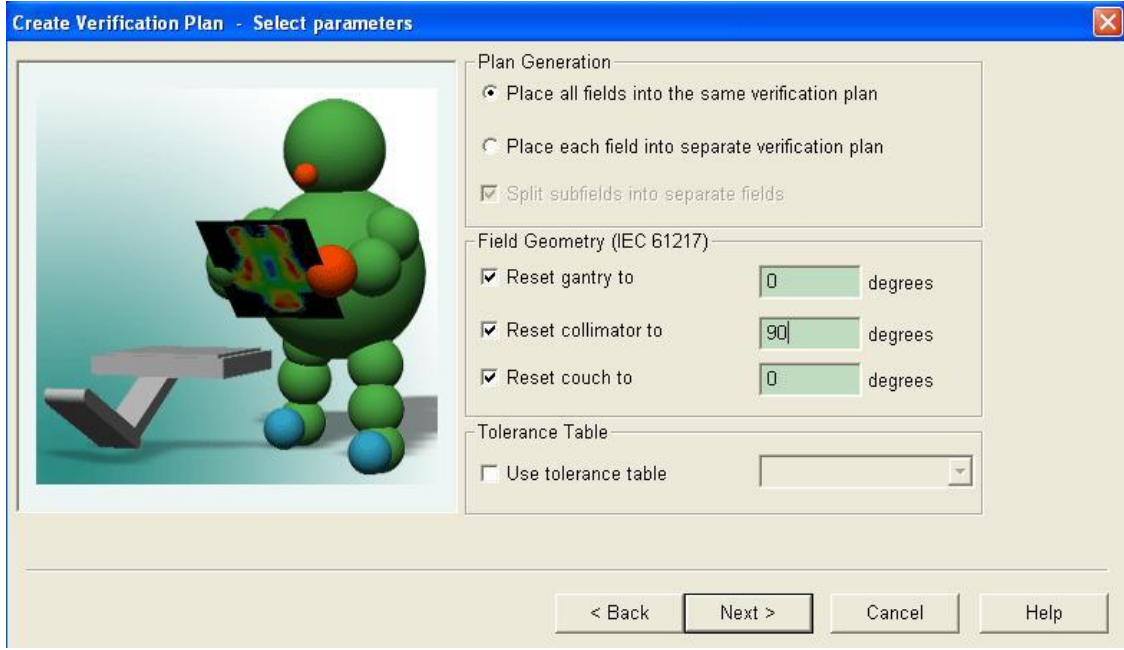 Create Verification Plan - Select parameters
Plan Generation
Place all fields into the same verification plan
Place each field into separate verification plan
Split subfields into separate fields
Field Geometry (IEC 61217)
Reset gantry to 0 degrees
Reset collimator to 90 degrees
Reset couch to 0 degrees
Tolerance Table
Use tolerance table
< Back Next > Cancel Help